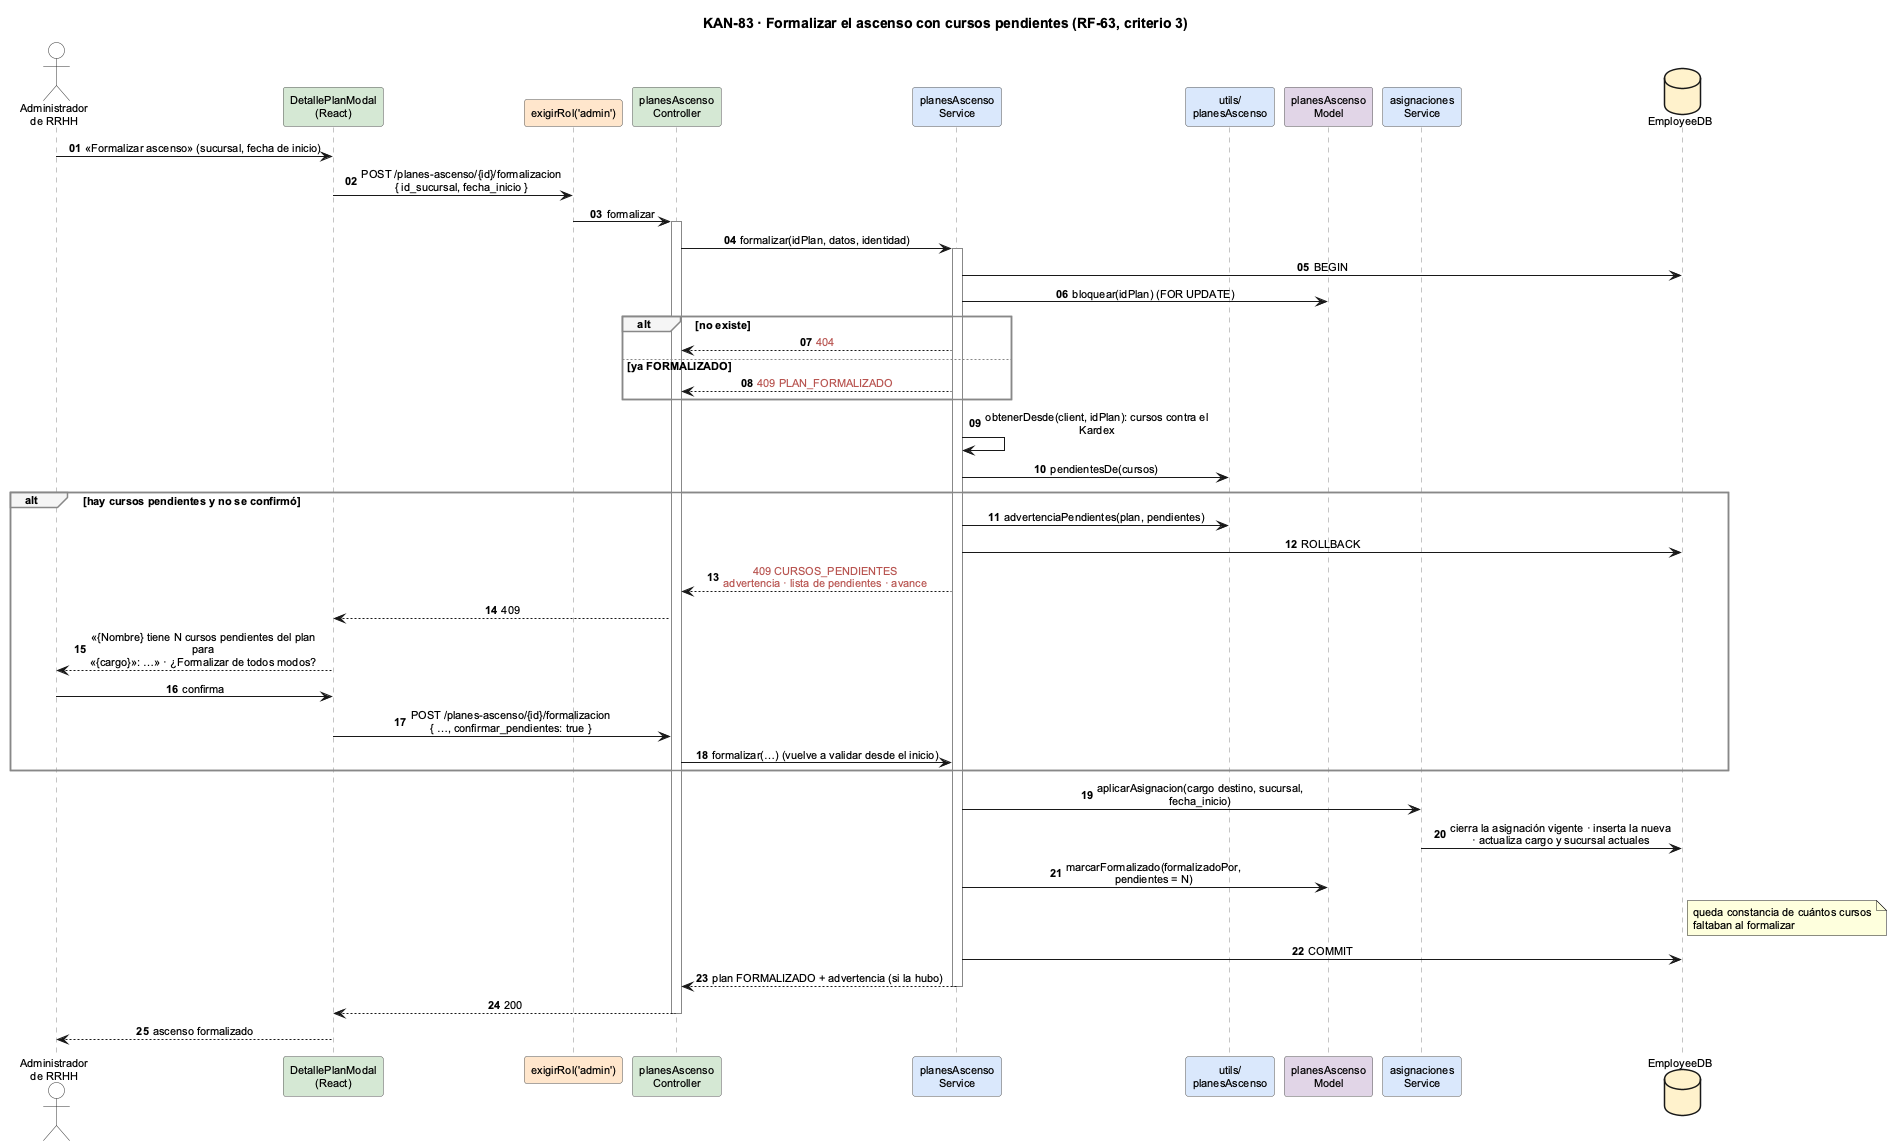 KAN-83 · Formalizar el ascenso con cursos pendientes (RF-63, criterio 3)
Administrador
de RRHH
DetallePlanModal
(React)
exigirRol('admin')
planesAscenso
Controller
planesAscenso
Service
utils/
planesAscenso
planesAscenso
Model
asignaciones
Service
EmployeeDB
01 «Formalizar ascenso» (sucursal, fecha de inicio)
02 POST /planes-ascenso/{id}/formalizacion
{ id_sucursal, fecha_inicio }
03 formalizar
04 formalizar(idPlan, datos, identidad)
05 BEGIN
06 bloquear(idPlan) (FOR UPDATE)
alt [no existe]
07 404
[ya FORMALIZADO]
08 409 PLAN_FORMALIZADO
09 obtenerDesde(client, idPlan): cursos contra el
Kardex
10 pendientesDe(cursos)
alt [hay cursos pendientes y no se confirmó]
11 advertenciaPendientes(plan, pendientes)
12 ROLLBACK
13 409 CURSOS_PENDIENTES
advertencia · lista de pendientes · avance
14 409
15 «{Nombre} tiene N cursos pendientes del plan
para
«{cargo}»: …» · ¿Formalizar de todos modos?
16 confirma
17 POST /planes-ascenso/{id}/formalizacion
{ …, confirmar_pendientes: true }
18 formalizar(…) (vuelve a validar desde el inicio)
19 aplicarAsignacion(cargo destino, sucursal,
fecha_inicio)
20 cierra la asignación vigente · inserta la nueva
· actualiza cargo y sucursal actuales
21 marcarFormalizado(formalizadoPor,
pendientes = N)
queda constancia de cuántos cursos
faltaban al formalizar
22 COMMIT
23 plan FORMALIZADO + advertencia (si la hubo)
24 200
25 ascenso formalizado
Administrador
de RRHH
DetallePlanModal
(React)
exigirRol('admin')
planesAscenso
Controller
planesAscenso
Service
utils/
planesAscenso
planesAscenso
Model
asignaciones
Service
EmployeeDB